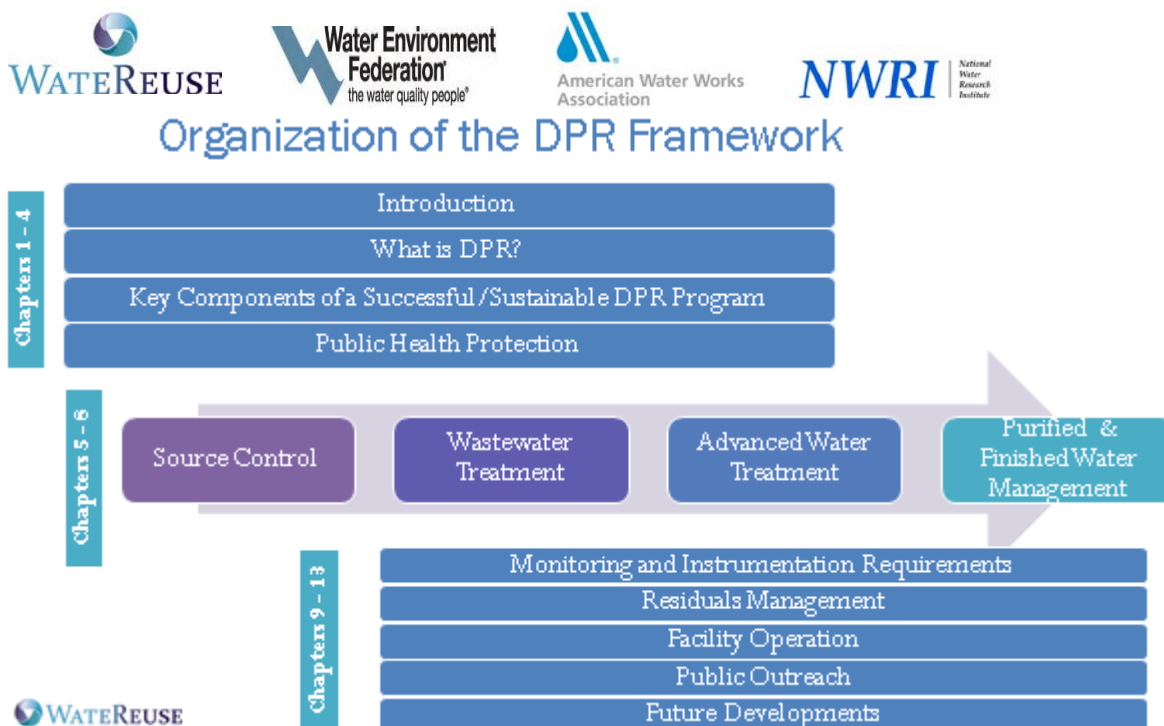 WATEREUSE
Water Environment
Federation®
the water quality people®
American Water Works
Association
NWRI
National
Water
Research
Institute
Organization of the DPR Framework
Chapters 1 – 4
Introduction
What is DPR?
Key Components of a Successful/Sustainable DPR Program
Public Health Protection
Chapters 5 – 8
Source Control
Wastewater
Treatment
Advanced Water
Treatment
Purified &
Finished Water
Management
Chapters 9 – 13
Monitoring and Instrumentation Requirements
Residuals Management
Facility Operation
Public Outreach
Future Developments
WATEREUSE